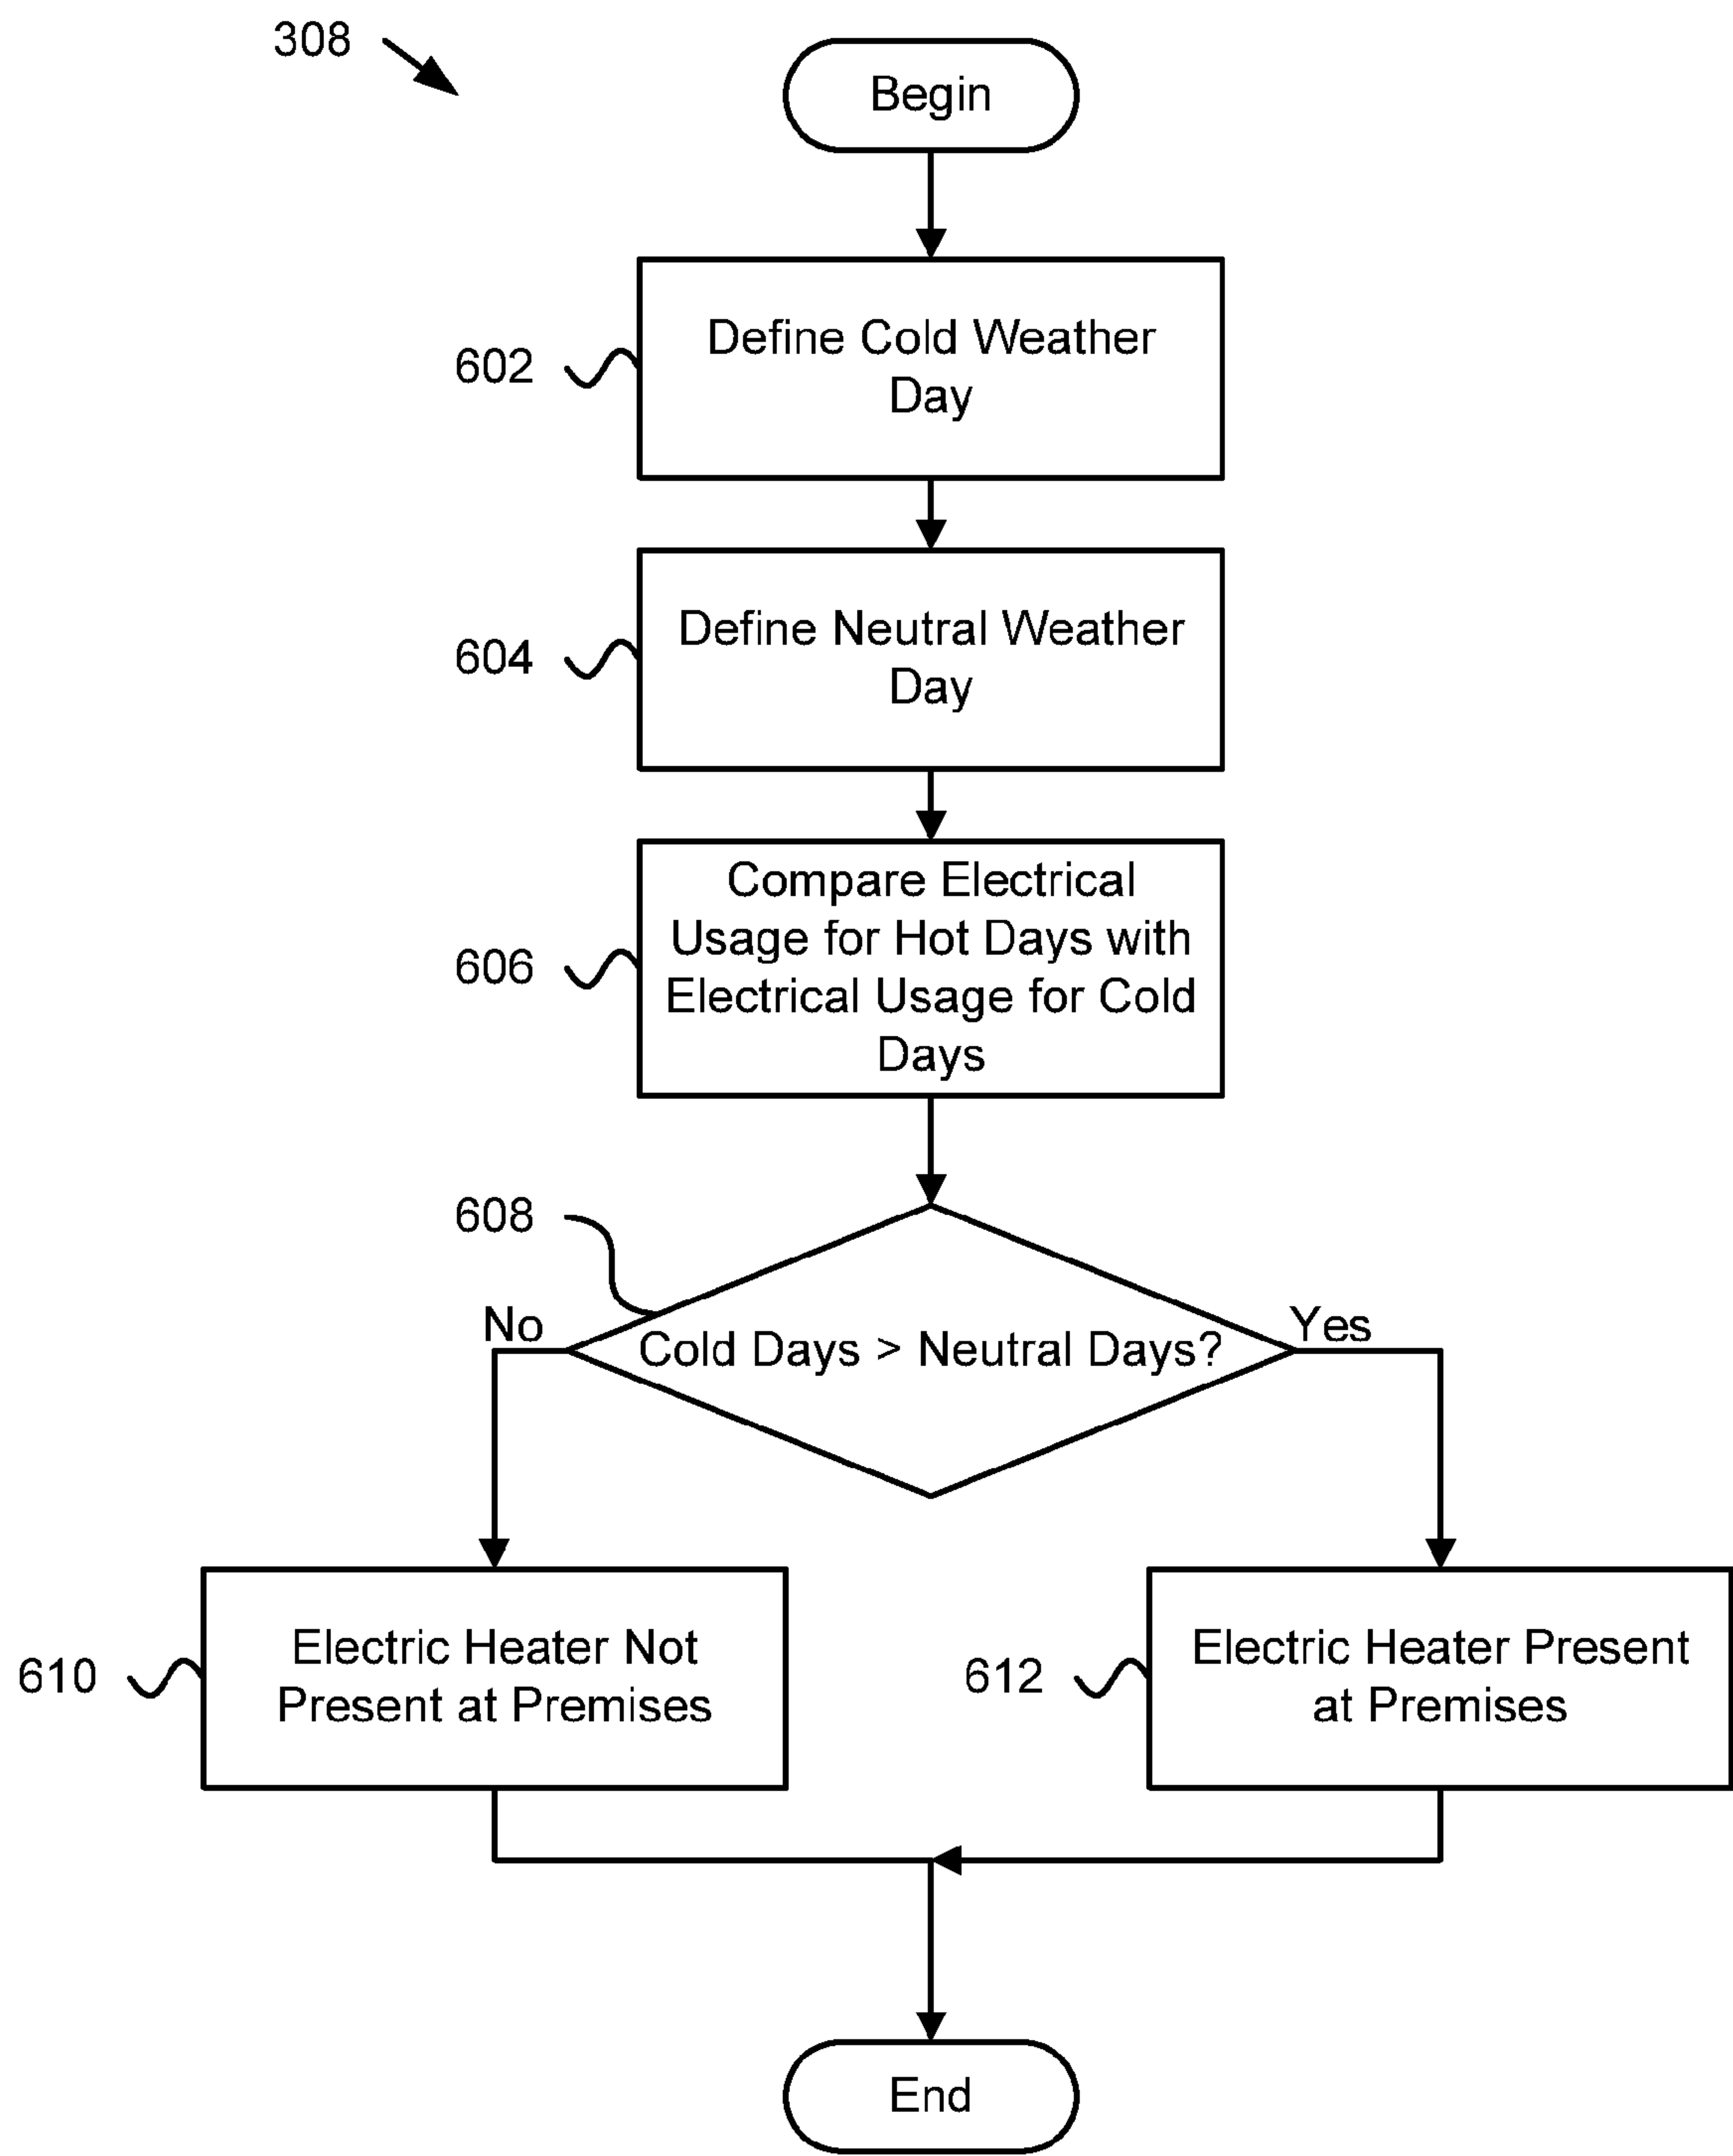 308
Begin
602
Define Cold Weather
Day
604
Define Neutral Weather
Day
606
Compare Electrical
Usage for Hot Days with
Electrical Usage for Cold
Days
608
No
Cold Days > Neutral Days?
Yes
610
Electric Heater Not
Present at Premises
612
Electric Heater Present
at Premises
End